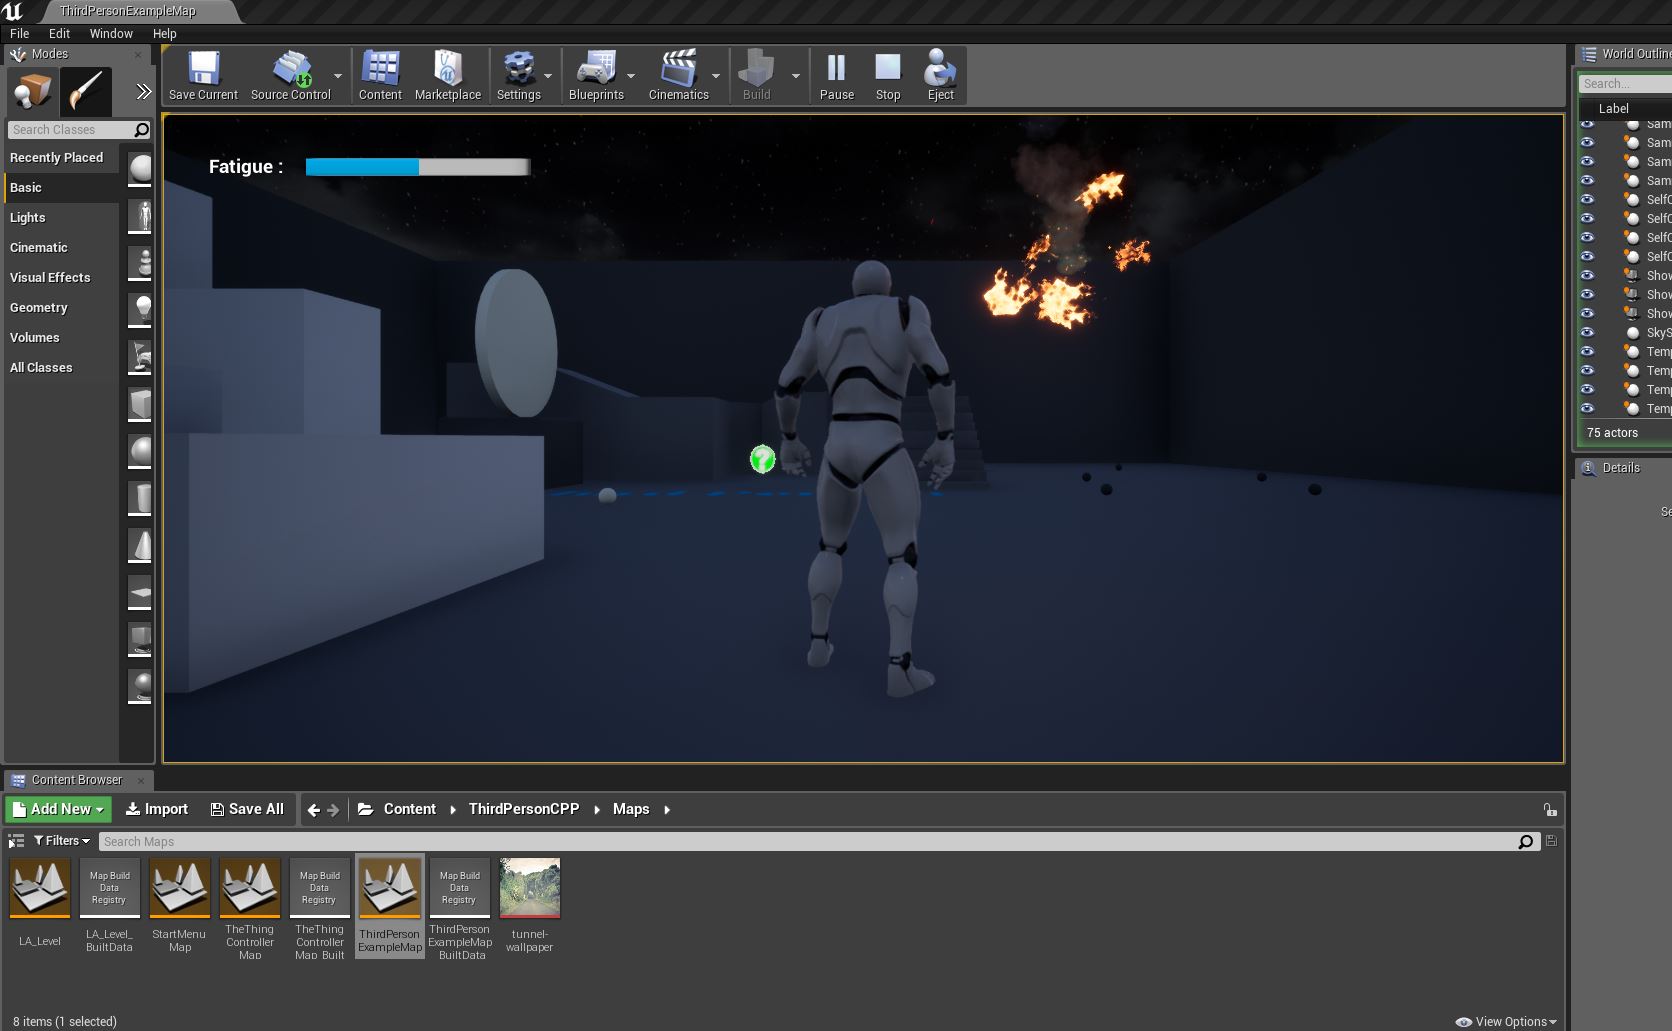 ThirdPersonExampleMap
File Edit Window Help
Modes
Search Classes
Recently Placed
Basic
Lights
Cinematic
Visual Effects
Geometry
Volumes
All Classes
Save Current Source Control Content Marketplace Settings Blueprints Cinematics Build Pause Stop Eject
Fatigue :
World Outline
Search...
Label
Sam
Sam
Sam
Sam
SelfC
SelfC
SelfC
SelfC
Show
Show
Show
SkyS
Temp
Temp
Temp
Temp
75 actors
Details
Se
Content Browser
Add New Import Save All Content ThirdPersonCPP Maps
Filters Search Maps
Map Build
Data
Registry
Map Build
Data
Registry
Map Build
Data
Registry
LA_Level
LA_Level_
BuiltData
StartMenu
Map
TheThing
Controller
Map
TheThing
Controller
Map_Built
ThirdPerson
ExampleMap
ThirdPerson
ExampleMap_
BuiltData
tunnel-
wallpaper
8 items (1 selected)
View Options